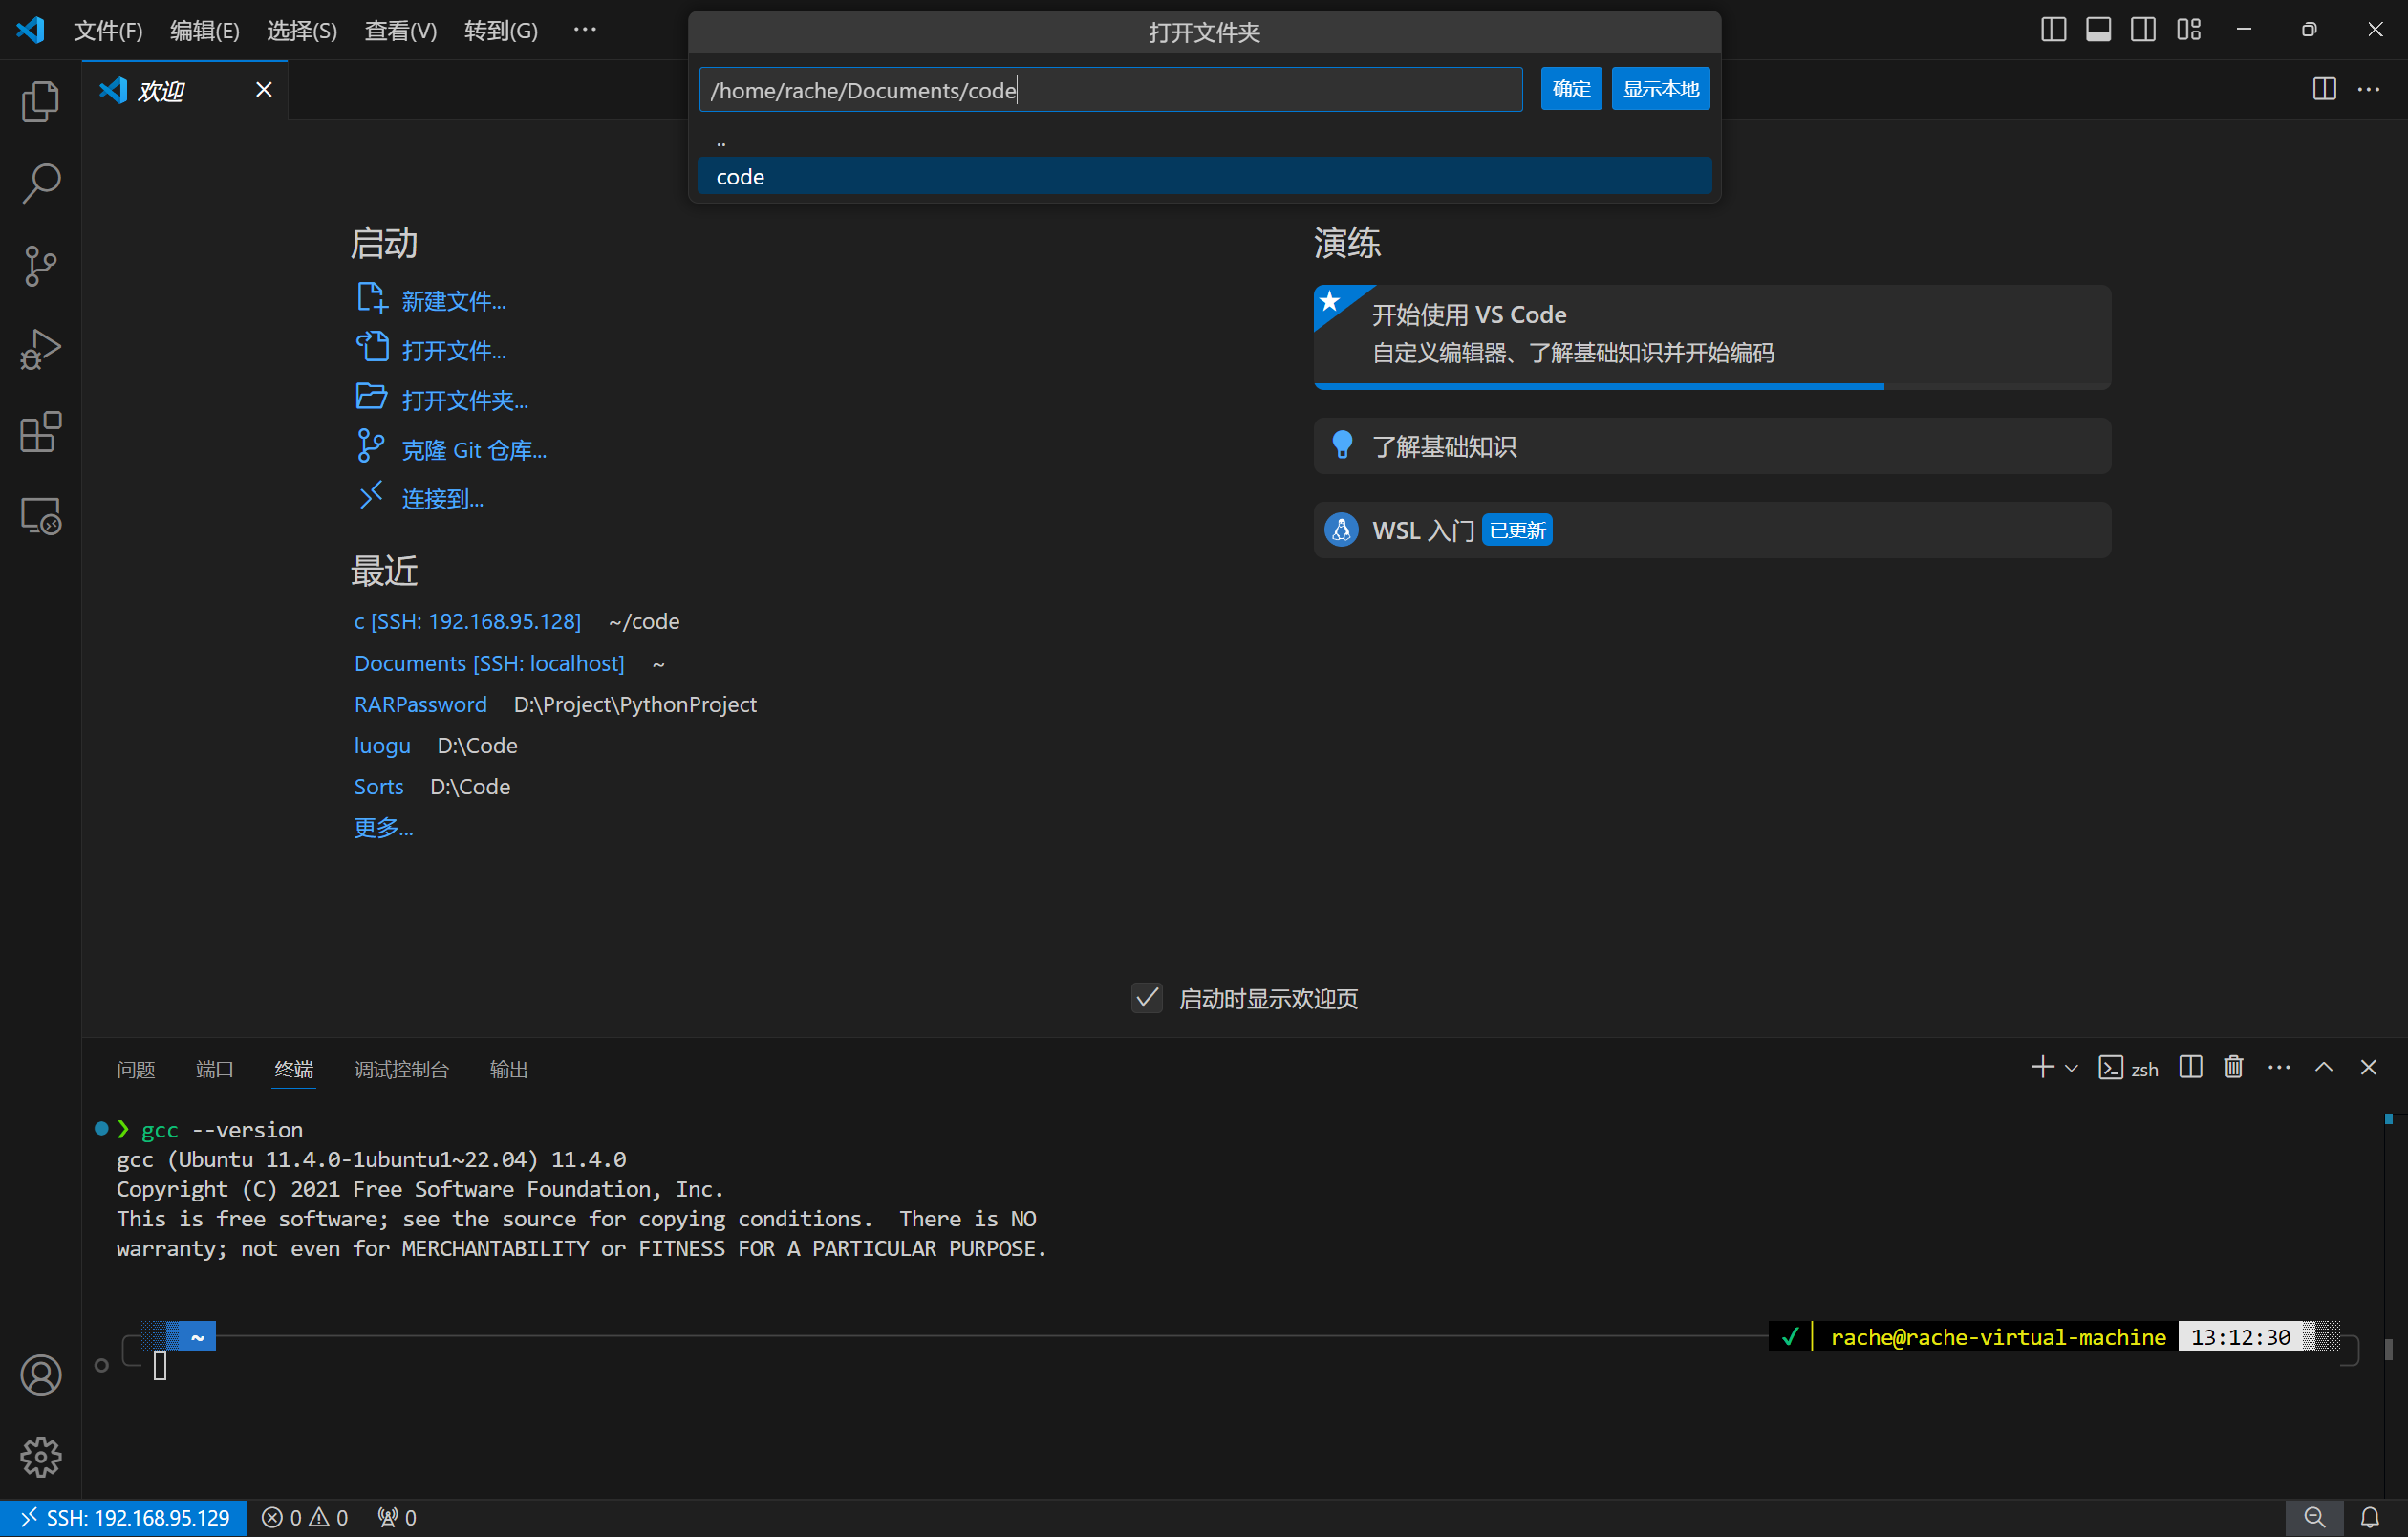 文件(F) 编辑(E) 选择(S) 查看(V) 转到(G) ···
打开文件夹
/home/rache/Documents/code 确定 显示本地
..
code
欢迎
启动
新建文件...
打开文件...
打开文件夹...
克隆 Git 仓库...
连接到...
最近
c [SSH: 192.168.95.128] ~/code
Documents [SSH: localhost] ~
RARPassword D:\Project\PythonProject
luogu D:\Code
Sorts D:\Code
更多...
演练
开始使用 VS Code
自定义编辑器、了解基础知识并开始编码
了解基础知识
WSL 入门 已更新
启动时显示欢迎页
问题 端口 终端 调试控制台 输出 zsh
❯ gcc --version
gcc (Ubuntu 11.4.0-1ubuntu1~22.04) 11.4.0
Copyright (C) 2021 Free Software Foundation, Inc.
This is free software; see the source for copying conditions.  There is NO
warranty; not even for MERCHANTABILITY or FITNESS FOR A PARTICULAR PURPOSE.
~ ✓ rache@rache-virtual-machine 13:12:30
SSH: 192.168.95.129 0 0 0